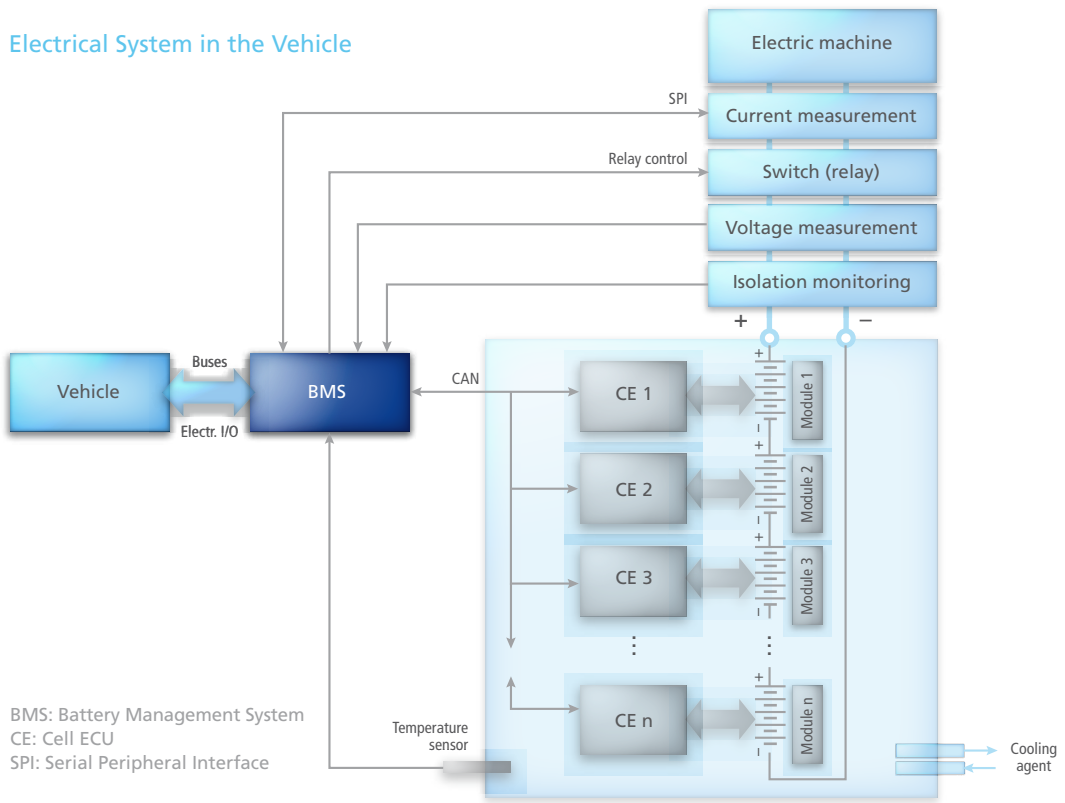 Electrical System in the Vehicle
Electric machine
SPI
Current measurement
Relay control
Switch (relay)
Voltage measurement
Isolation monitoring
+
−
Vehicle
Buses
Electr. I/O
BMS
CAN
CE 1
+
−
Module 1
CE 2
+
−
Module 2
CE 3
+
−
Module 3
⋮
⋮
CE n
+
−
Module n
Temperature
sensor
Cooling
agent
BMS: Battery Management System
CE: Cell ECU
SPI: Serial Peripheral Interface